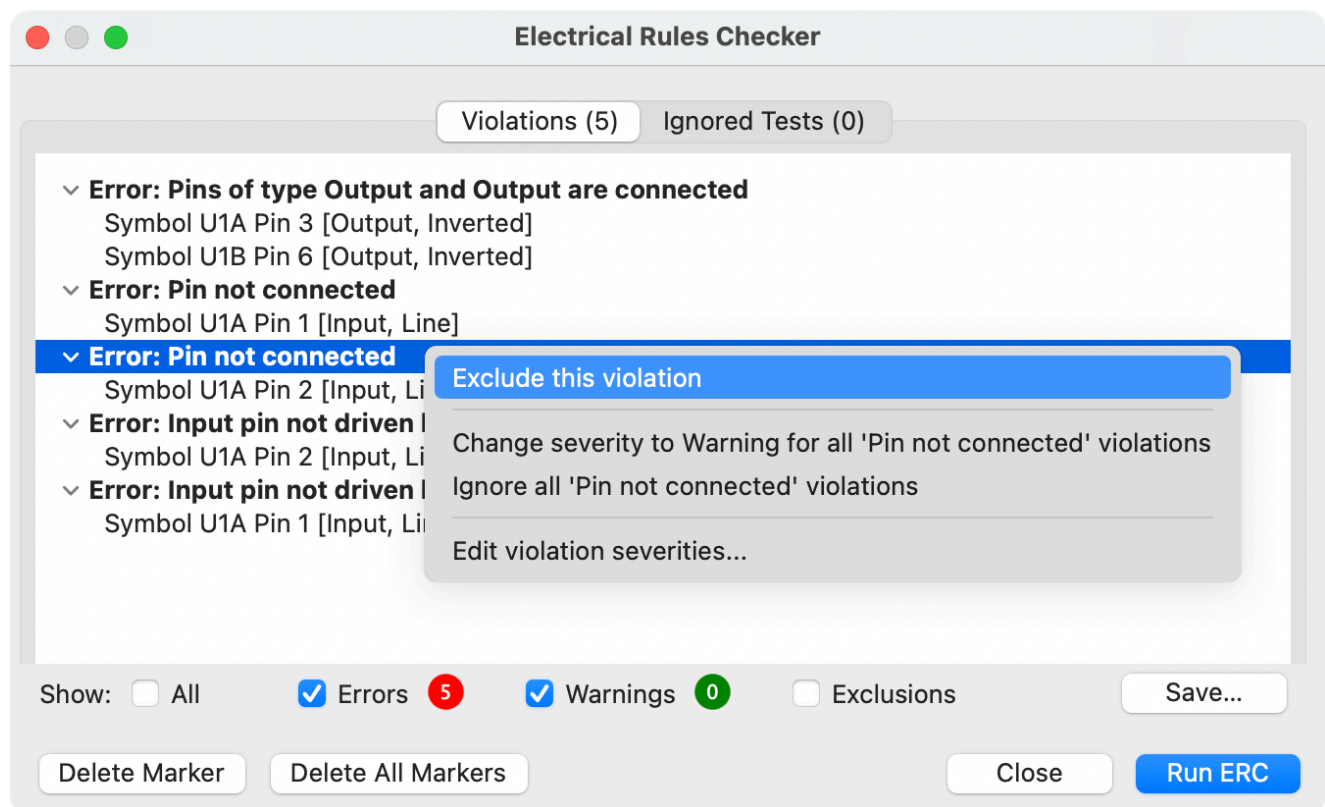 Electrical Rules Checker
Violations (5) Ignored Tests (0)
Error: Pins of type Output and Output are connected
Symbol U1A Pin 3 [Output, Inverted]
Symbol U1B Pin 6 [Output, Inverted]
Error: Pin not connected
Symbol U1A Pin 1 [Input, Line]
Error: Pin not connected
Exclude this violation
Symbol U1A Pin 2 [Input,
Error: Input pin not driven
Change severity to Warning for all 'Pin not connected' violations
Symbol U1A Pin 2 [Input,
Ignore all 'Pin not connected' violations
Error: Input pin not driven
Symbol U1A Pin 1 [Input,
Edit violation severities...
Show: All Errors 5 Warnings 0 Exclusions Save...
Delete Marker Delete All Markers Close Run ERC